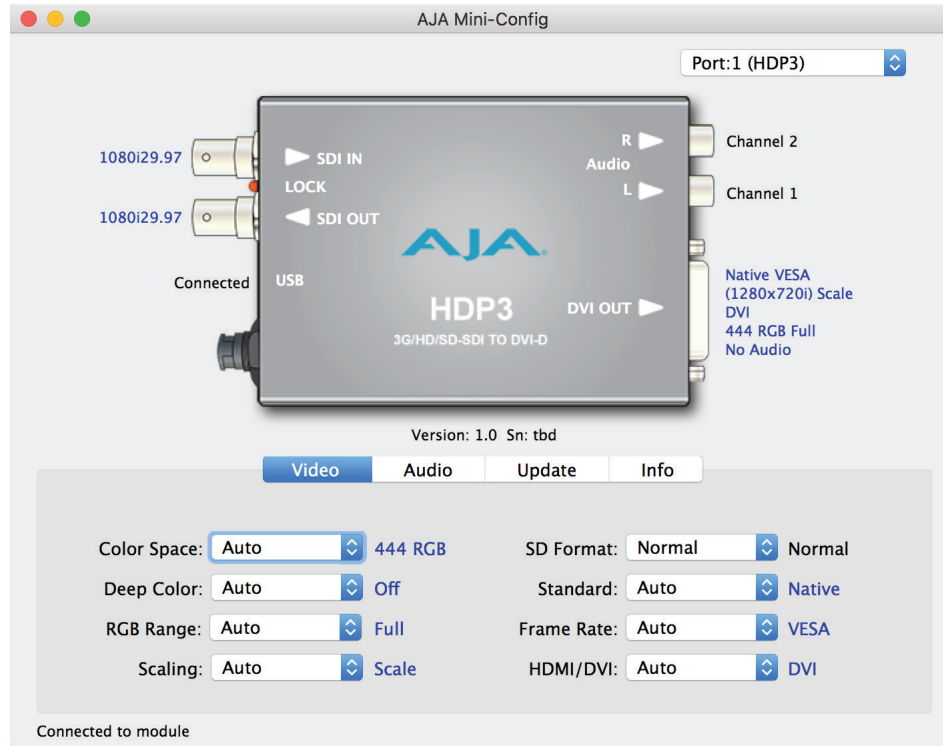 AJA Mini-Config
Port:1 (HDP3)
1080i29.97
SDI IN
LOCK
1080i29.97
SDI OUT
Connected
USB
R
Audio
L
Channel 2
Channel 1
AJA
HDP3
3G/HD/SD-SDI TO DVI-D
DVI OUT
Native VESA
(1280x720i) Scale
DVI
444 RGB Full
No Audio
Version: 1.0 Sn: tbd
Video Audio Update Info
Color Space: Auto 444 RGB
Deep Color: Auto Off
RGB Range: Auto Full
Scaling: Auto Scale
SD Format: Normal Normal
Standard: Auto Native
Frame Rate: Auto VESA
HDMI/DVI: Auto DVI
Connected to module